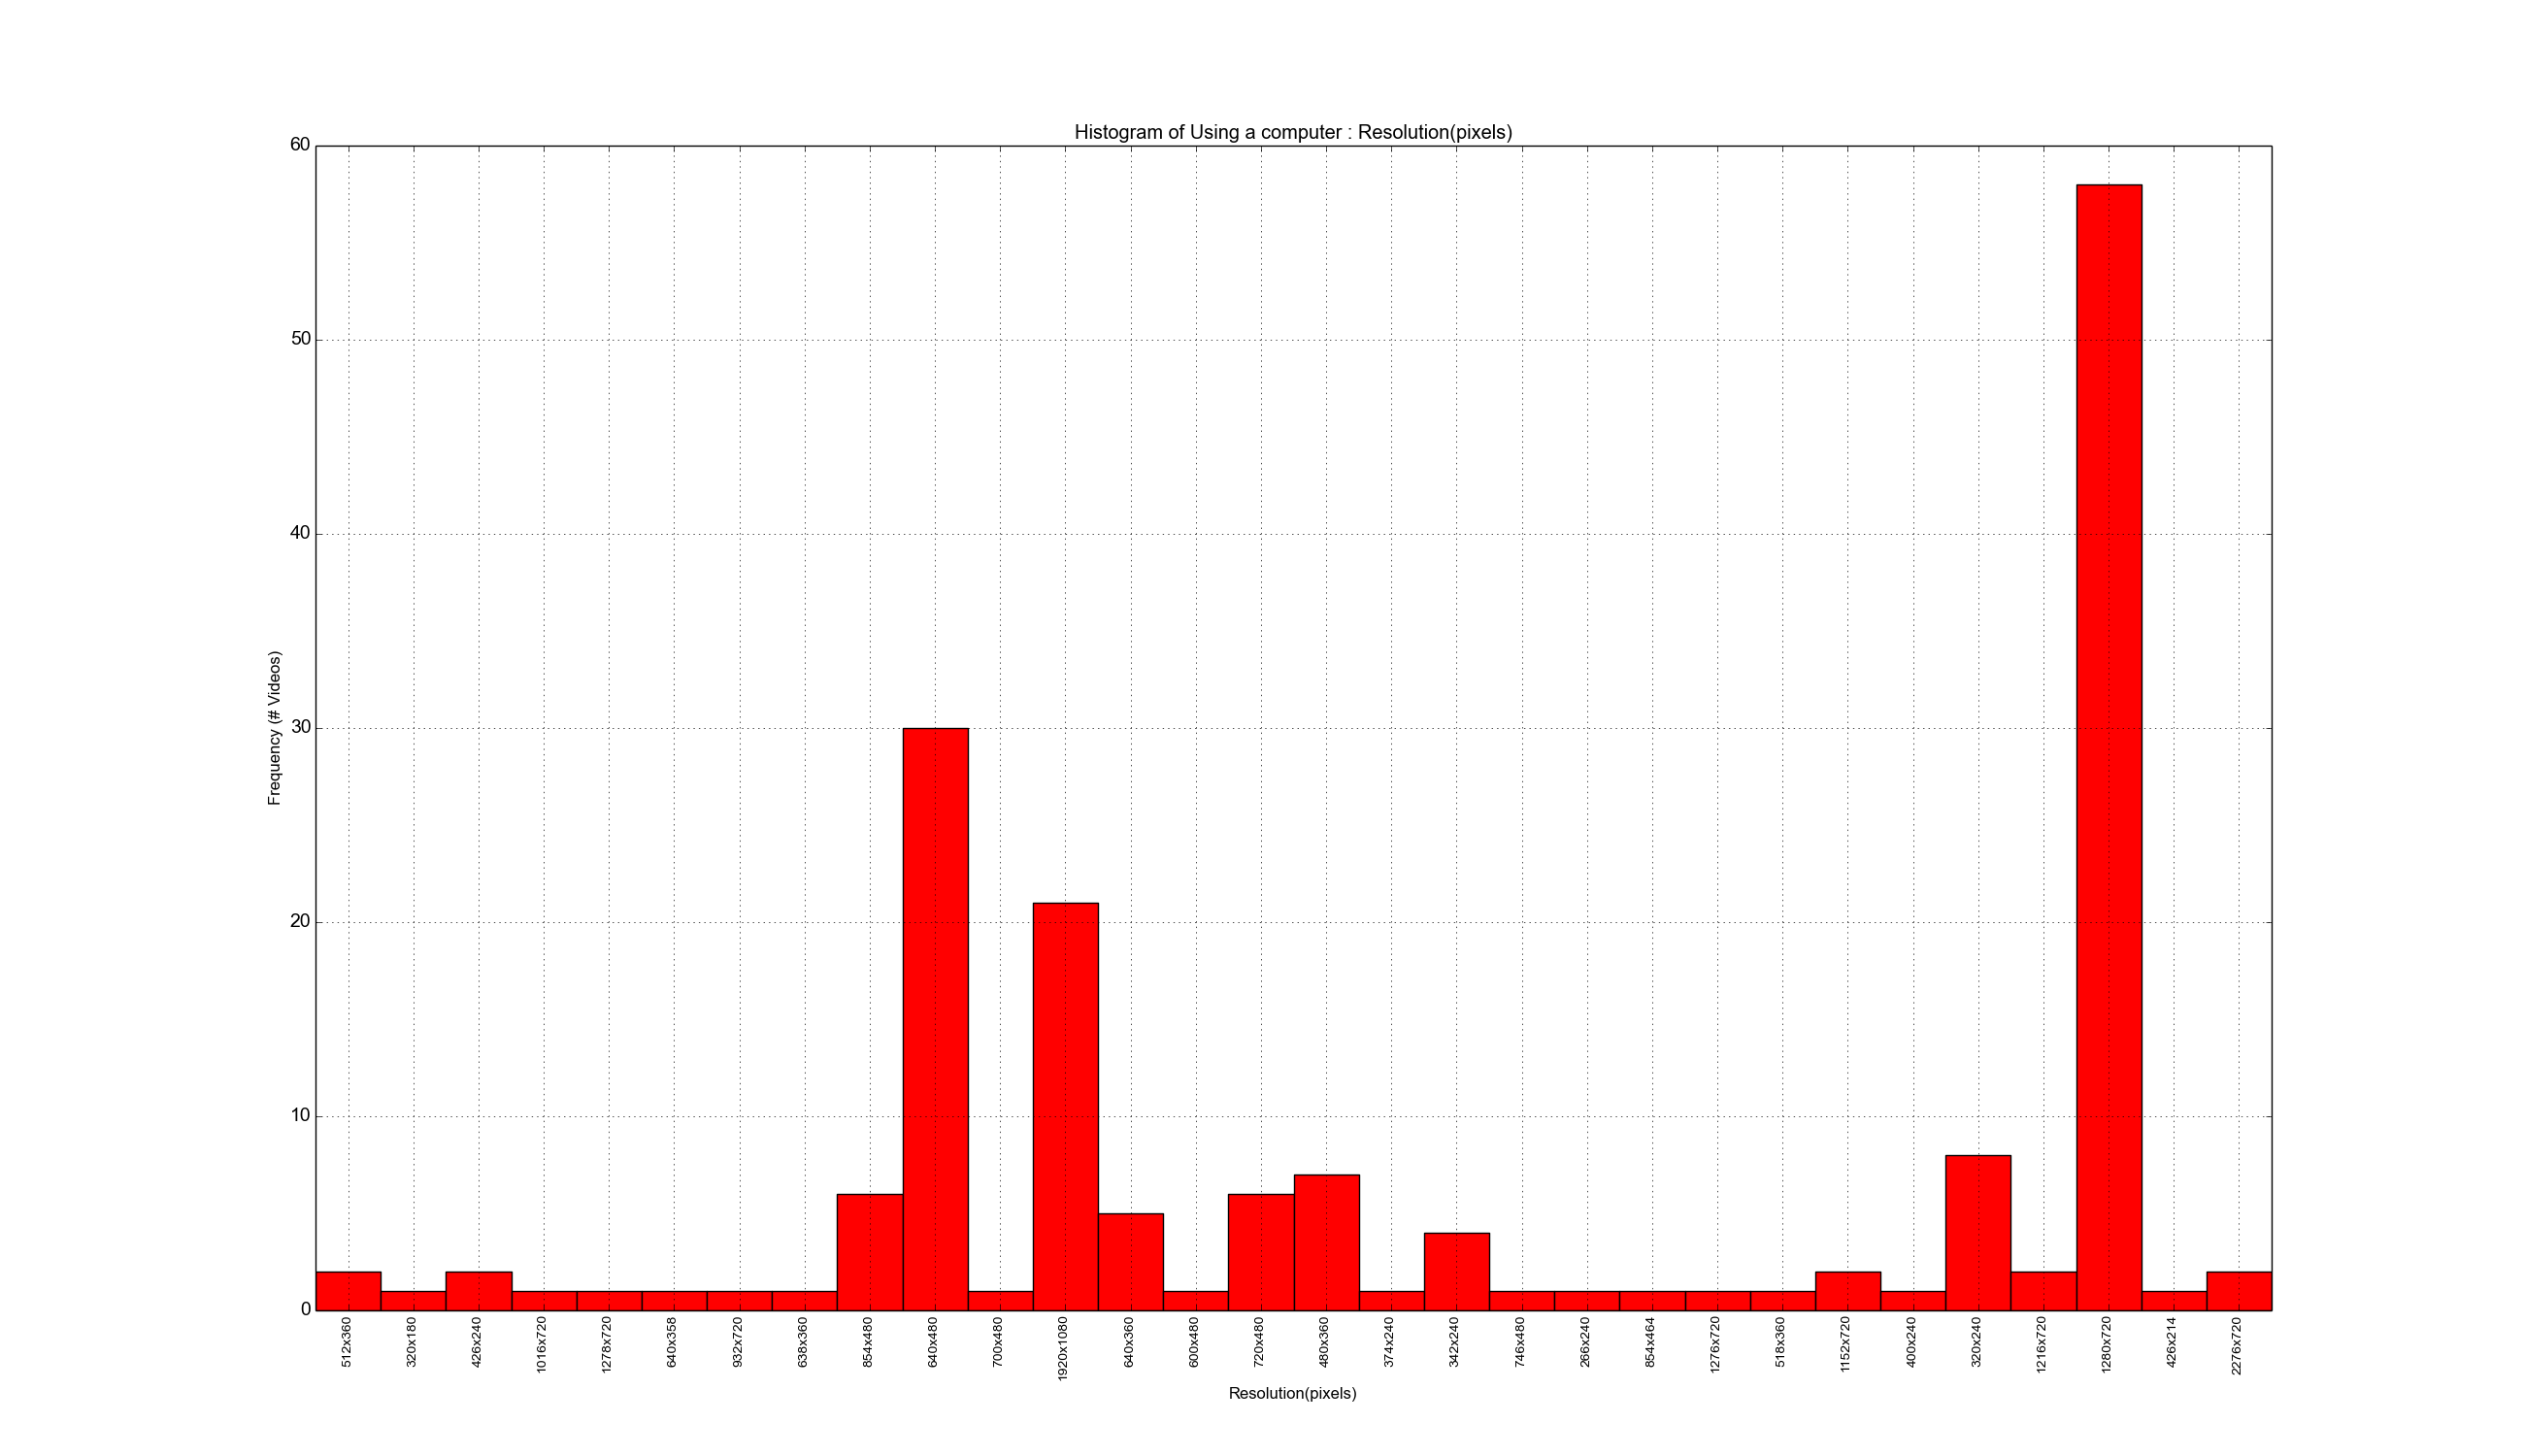 Histogram of Using a computer : Resolution(pixels)
60
50
40
30
20
10
0
Frequency (# Videos)
512x360
320x180
426x240
1016x720
1278x720
640x358
932x720
638x360
854x480
640x480
700x480
1920x1080
640x360
600x480
720x480
480x360
374x240
342x240
746x480
266x240
854x464
1276x720
518x360
1152x720
400x240
320x240
1216x720
1280x720
426x214
2276x720
Resolution(pixels)